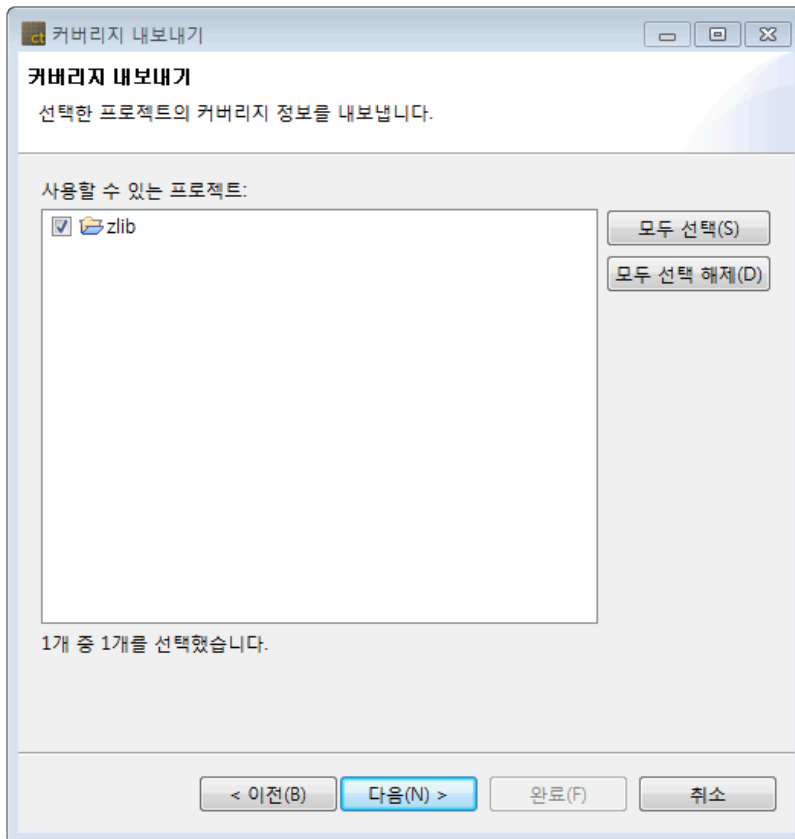 ct 커버리지 내보내기
커버리지 내보내기
선택한 프로젝트의 커버리지 정보를 내보냅니다.
사용할 수 있는 프로젝트:
zlib
모두 선택(S)
모두 선택 해제(D)
1개 중 1개를 선택했습니다.
< 이전(B) 다음(N) > 완료(F) 취소